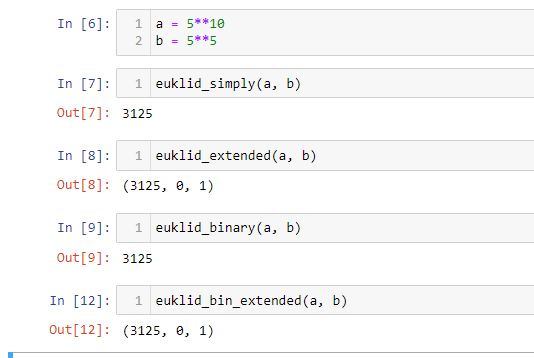 In [6]: 1 a = 5**10
2 b = 5**5
In [7]: 1 euklid_simply(a, b)
Out[7]: 3125
In [8]: 1 euklid_extended(a, b)
Out[8]: (3125, 0, 1)
In [9]: 1 euklid_binary(a, b)
Out[9]: 3125
In [12]: 1 euklid_bin_extended(a, b)
Out[12]: (3125, 0, 1)